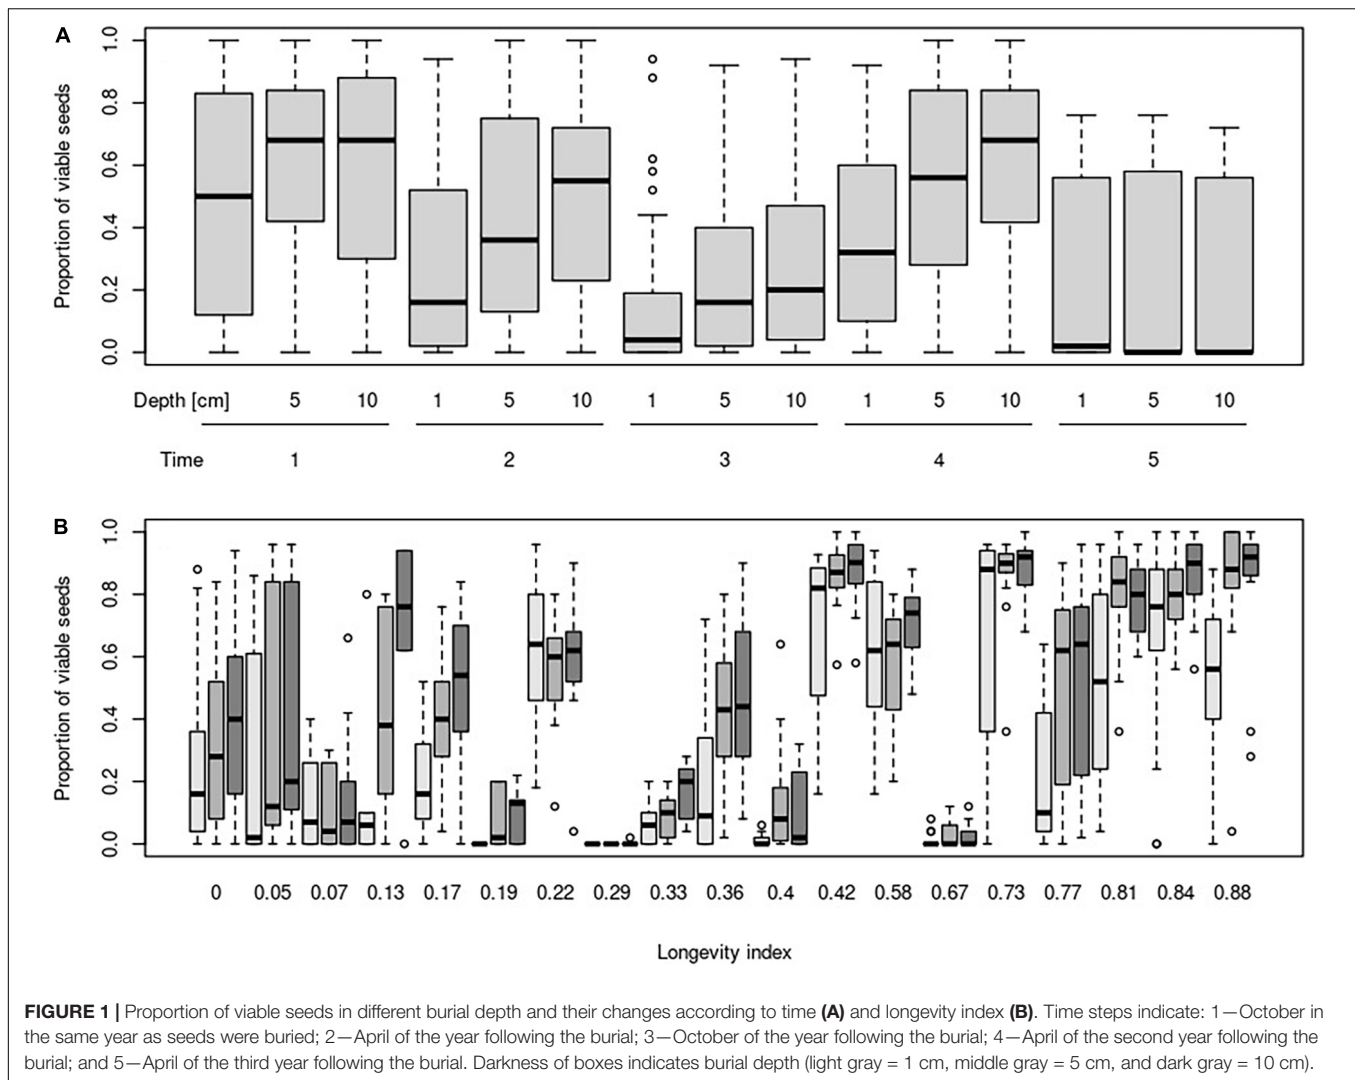 A
Proportion of viable seeds
0.0 0.2 0.4 0.6 0.8 1.0
Depth [cm] 5 10 1 5 10 1 5 10 1 5 10 1 5 10
Time 1 2 3 4 5
B
Proportion of viable seeds
0.0 0.2 0.4 0.6 0.8 1.0
0 0.05 0.07 0.13 0.17 0.19 0.22 0.29 0.33 0.36 0.4 0.42 0.58 0.67 0.73 0.77 0.81 0.84 0.88
Longevity index
FIGURE 1 | Proportion of viable seeds in different burial depth and their changes according to time (A) and longevity index (B). Time steps indicate: 1—October in
the same year as seeds were buried; 2—April of the year following the burial; 3—October of the year following the burial; 4—April of the second year following the
burial; and 5—April of the third year following the burial. Darkness of boxes indicates burial depth (light gray = 1 cm, middle gray = 5 cm, and dark gray = 10 cm).